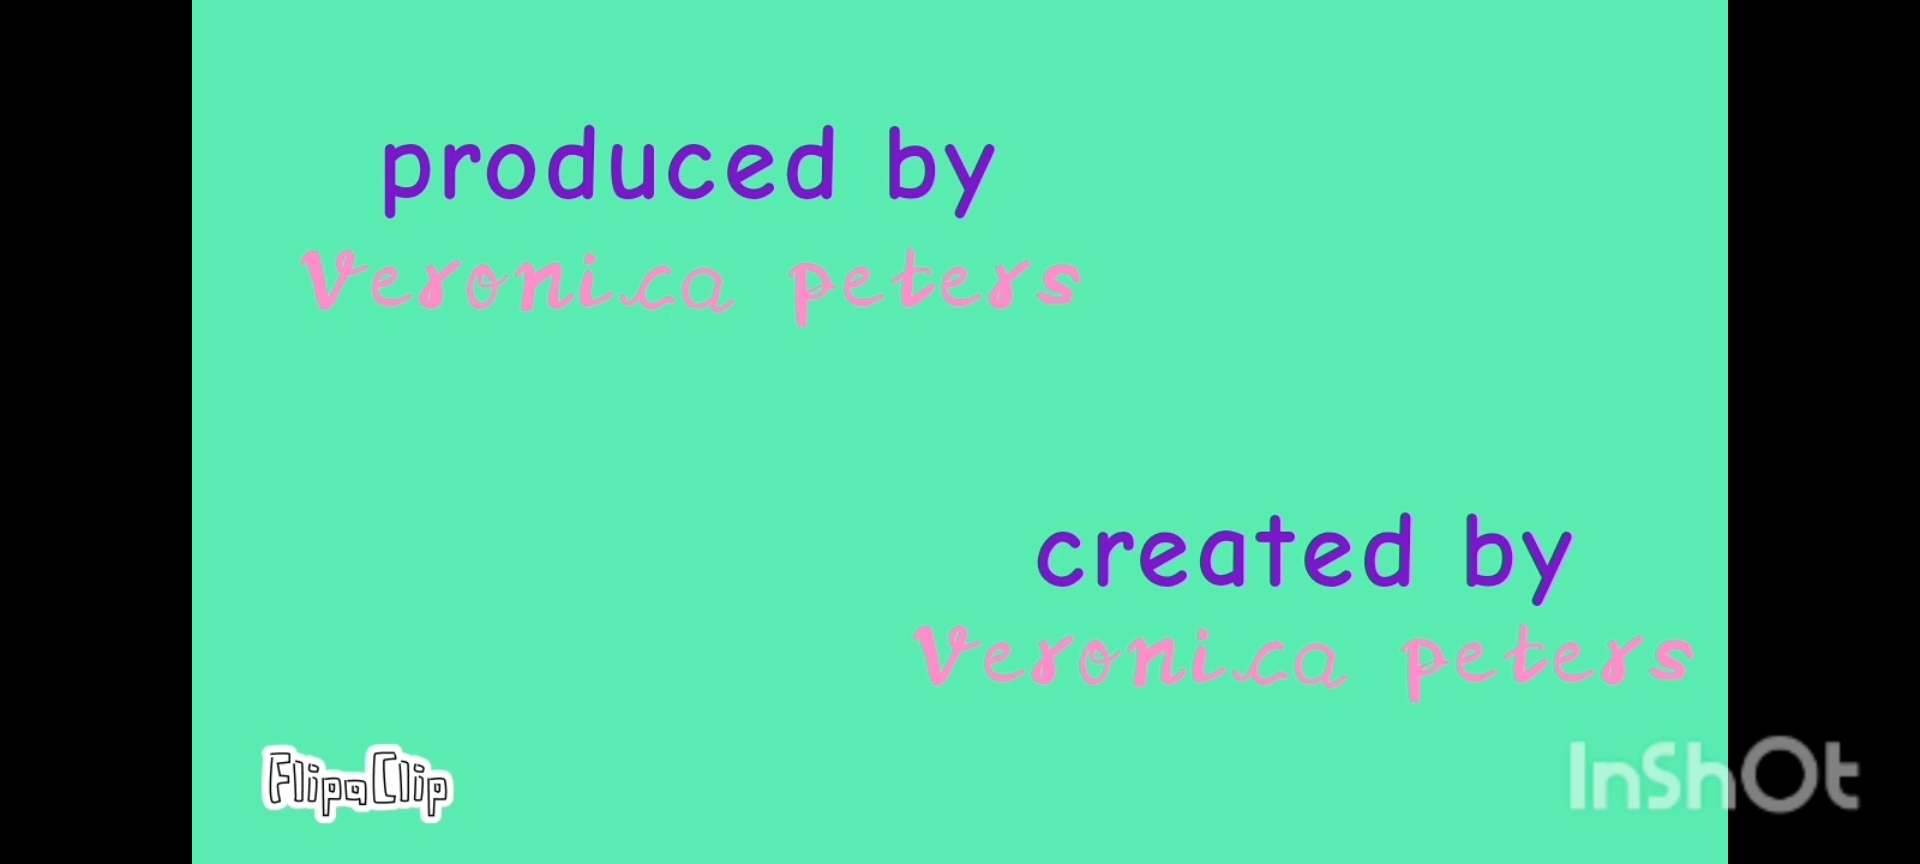 produced by
Veronica peters
created by
Veronica peters
FlipaClip
InShOt